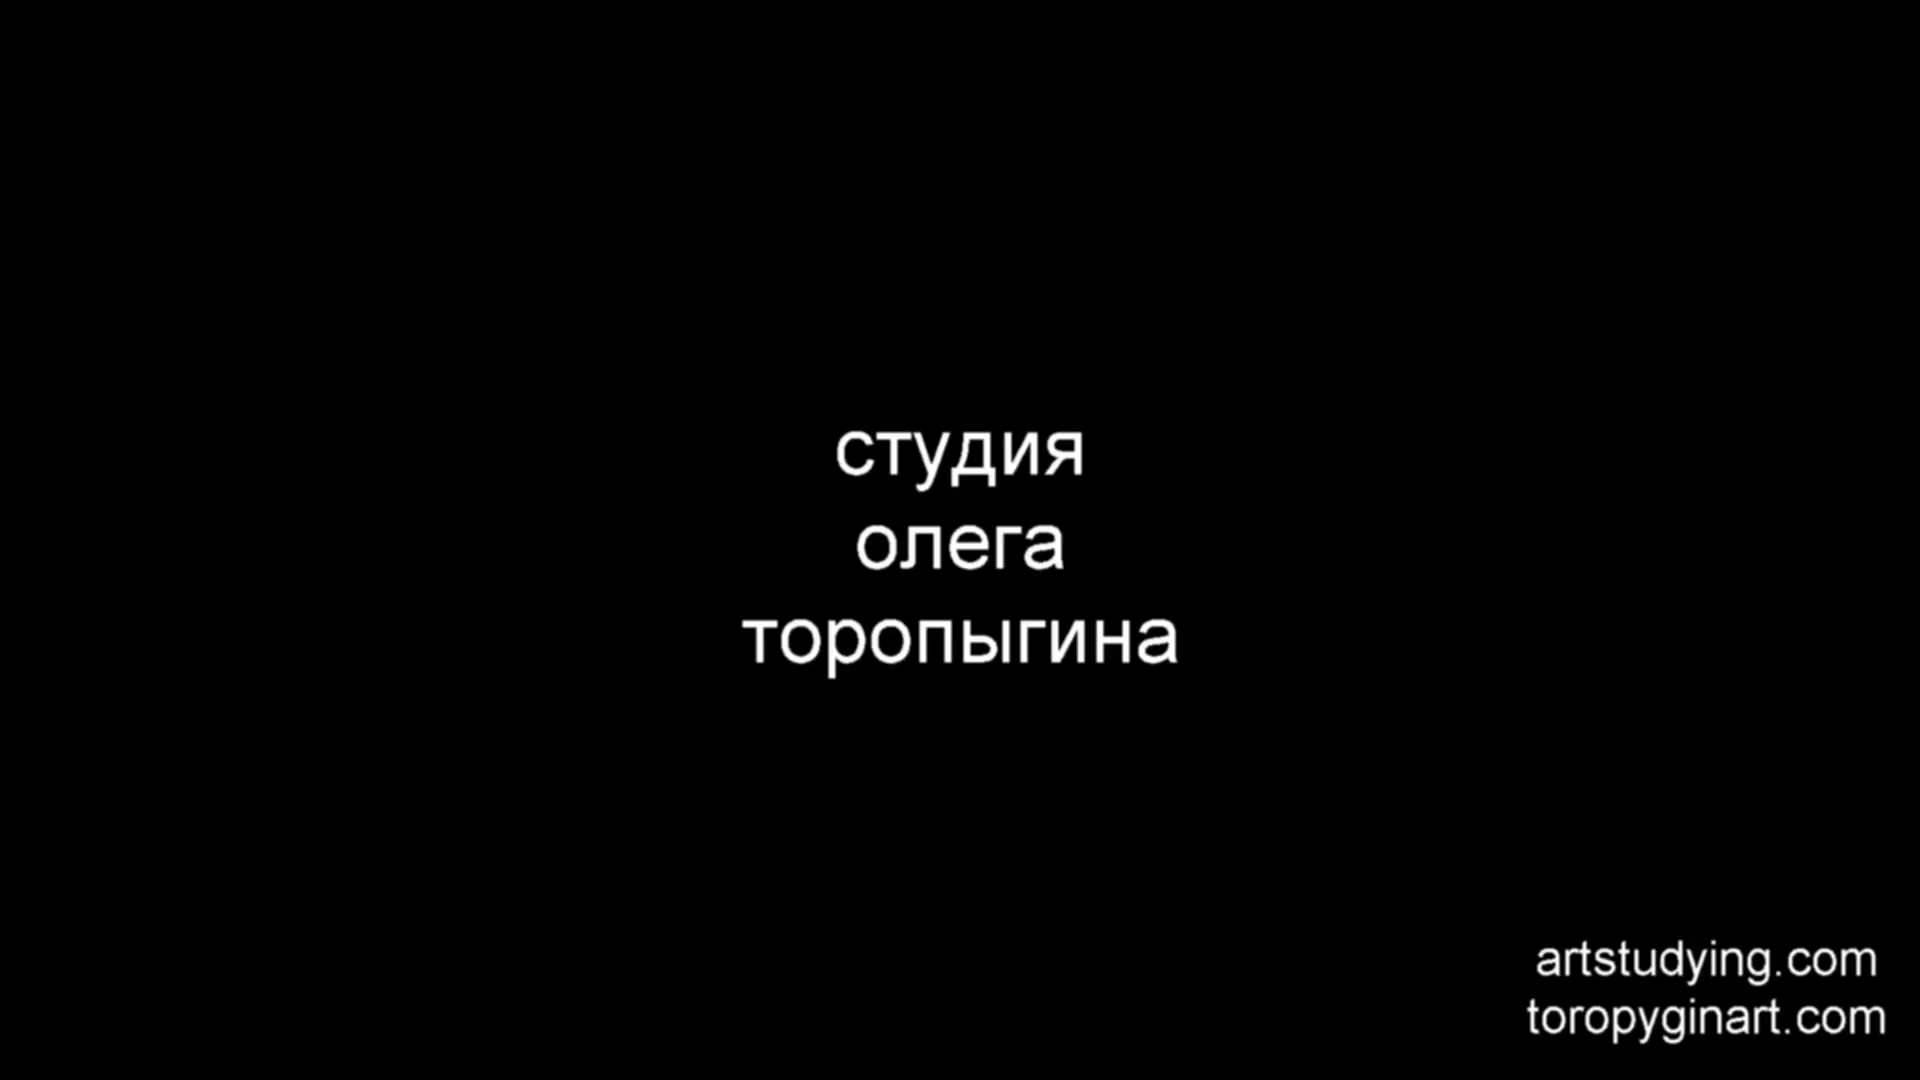 студия
олега
торопыгина
artstudying.com
toropyginart.com